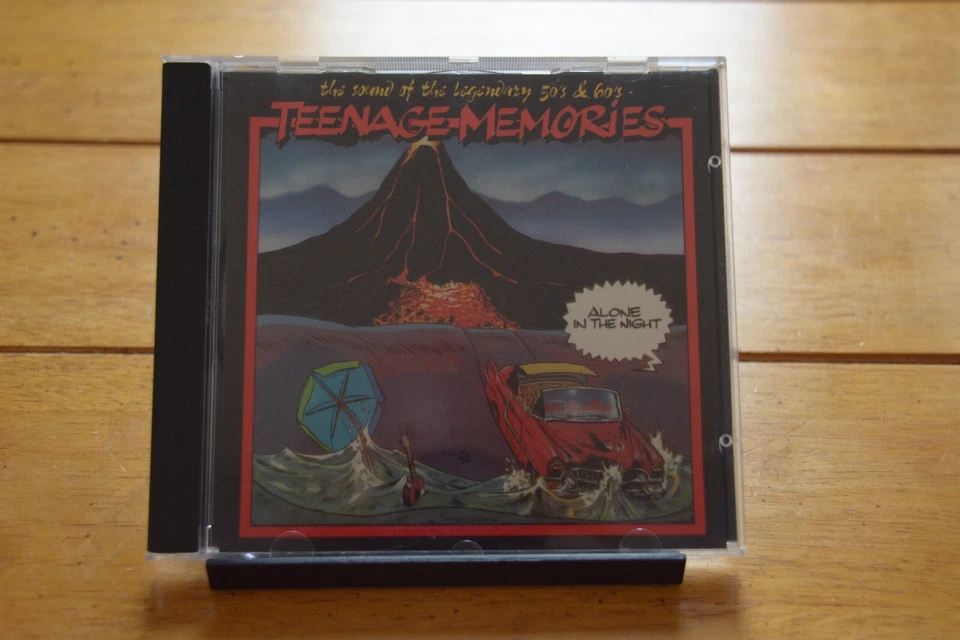 the sound of the legendary 50's & 60's
TEENAGE-MEMORiES
ALONE
IN THE NIGHT